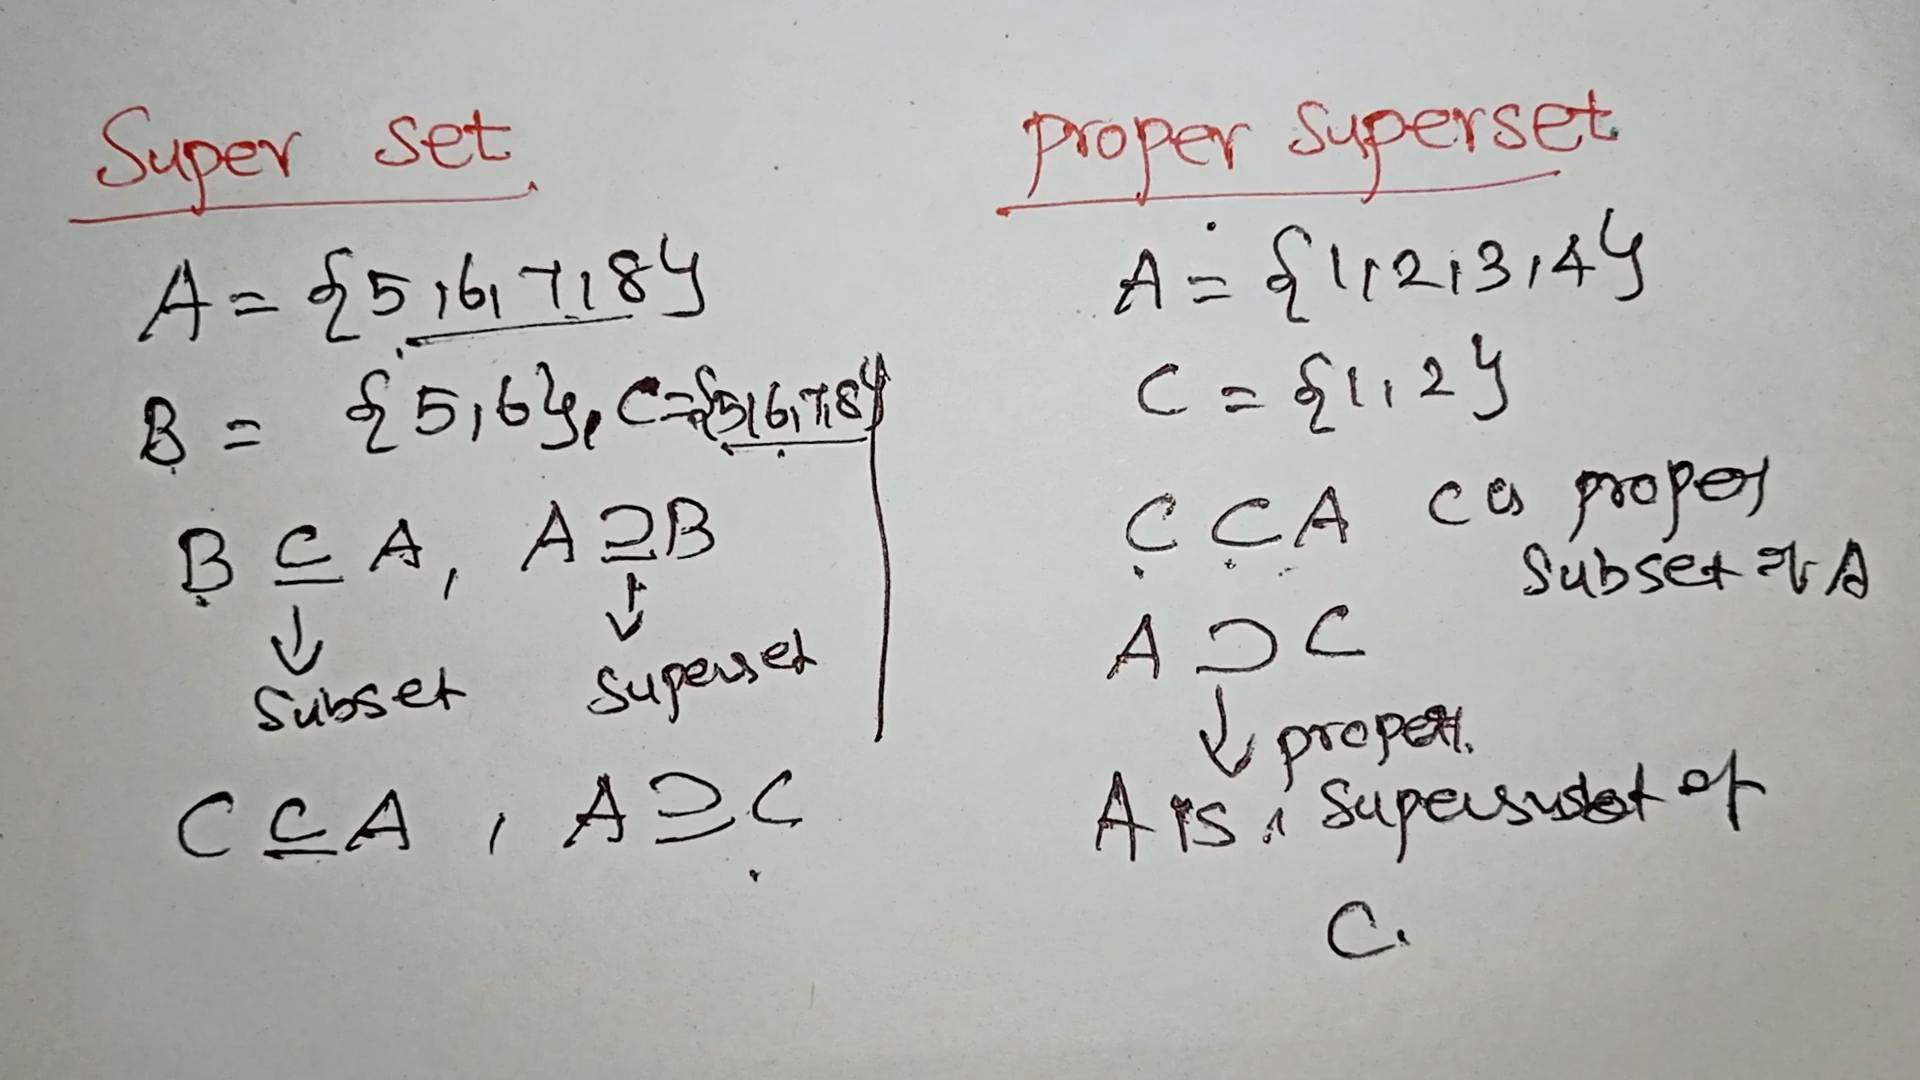 Super set
A = {5,6,7,8}
B = {5,6}, C={5,6,7,8}
B ⊆ A, A ⊇ B
↓ ↓
Subset Superset
C ⊆ A , A ⊇ C
Proper Superset
A = {1,2,3,4}
C = {1,2}
C ⊂ A C is proper
Subset of A
A ⊃ C
↓ proper
A is Supersubset of
C.